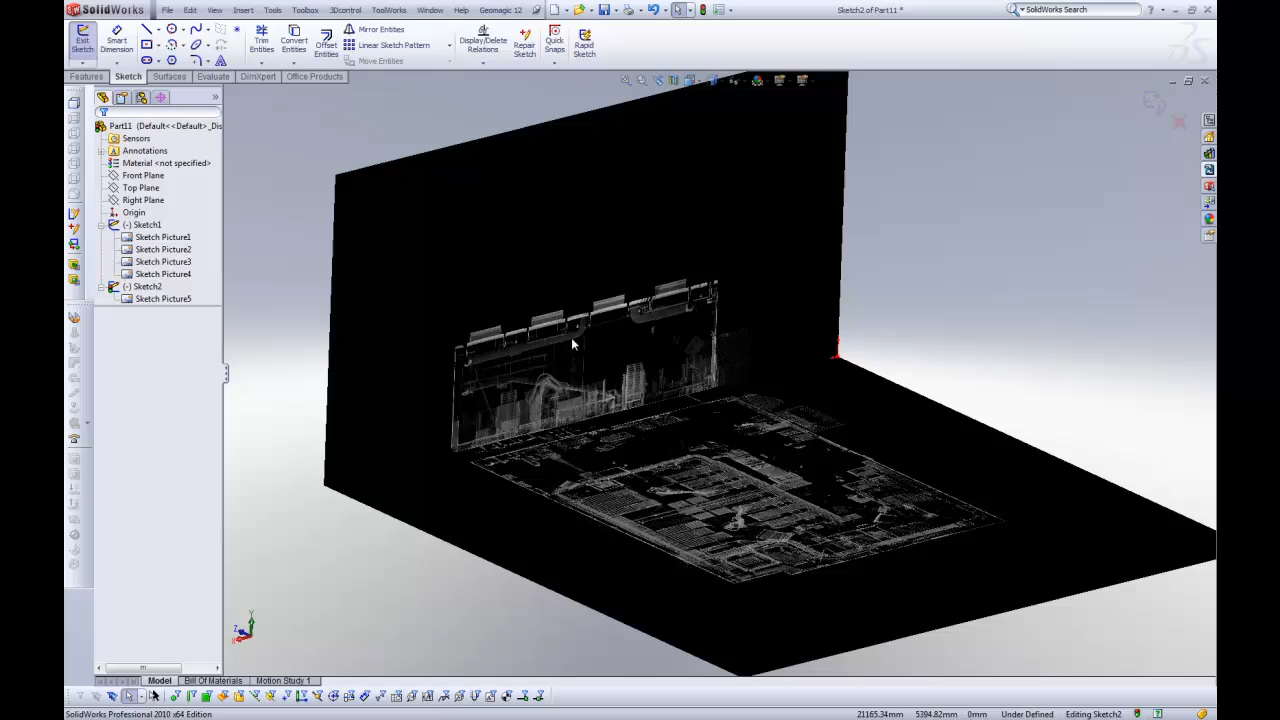 SolidWorks File Edit View Insert Tools Toolbox 3Dcontrol ToolWorks Window Help Geomagic 12 Sketch2 of Part11 * SolidWorks Search
Exit Sketch
Smart Dimension
Trim Entities
Convert Entities
Offset Entities
Mirror Entities
Linear Sketch Pattern
Move Entities
Display/Delete Relations
Repair Sketch
Quick Snaps
Rapid Sketch
Features Sketch Surfaces Evaluate DimXpert Office Products
Part11 (Default<<Default>_Dis
Sensors
Annotations
Material <not specified>
Front Plane
Top Plane
Right Plane
Origin
(-) Sketch1
Sketch Picture1
Sketch Picture2
Sketch Picture3
Sketch Picture4
(-) Sketch2
Sketch Picture5
Y
Z
X
Model Bill Of Materials Motion Study 1
SolidWorks Professional 2010 x64 Edition 21165.34mm 5394.82mm 0mm Under Defined Editing Sketch2